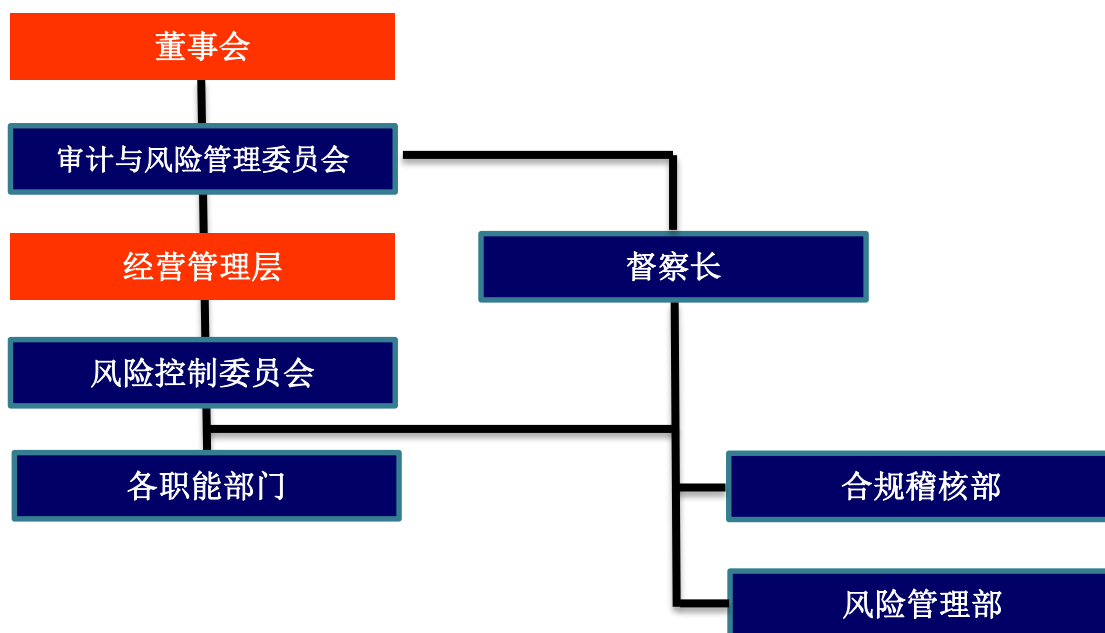 董事会
审计与风险管理委员会
经营管理层
督察长
风险控制委员会
各职能部门
合规稽核部
风险管理部